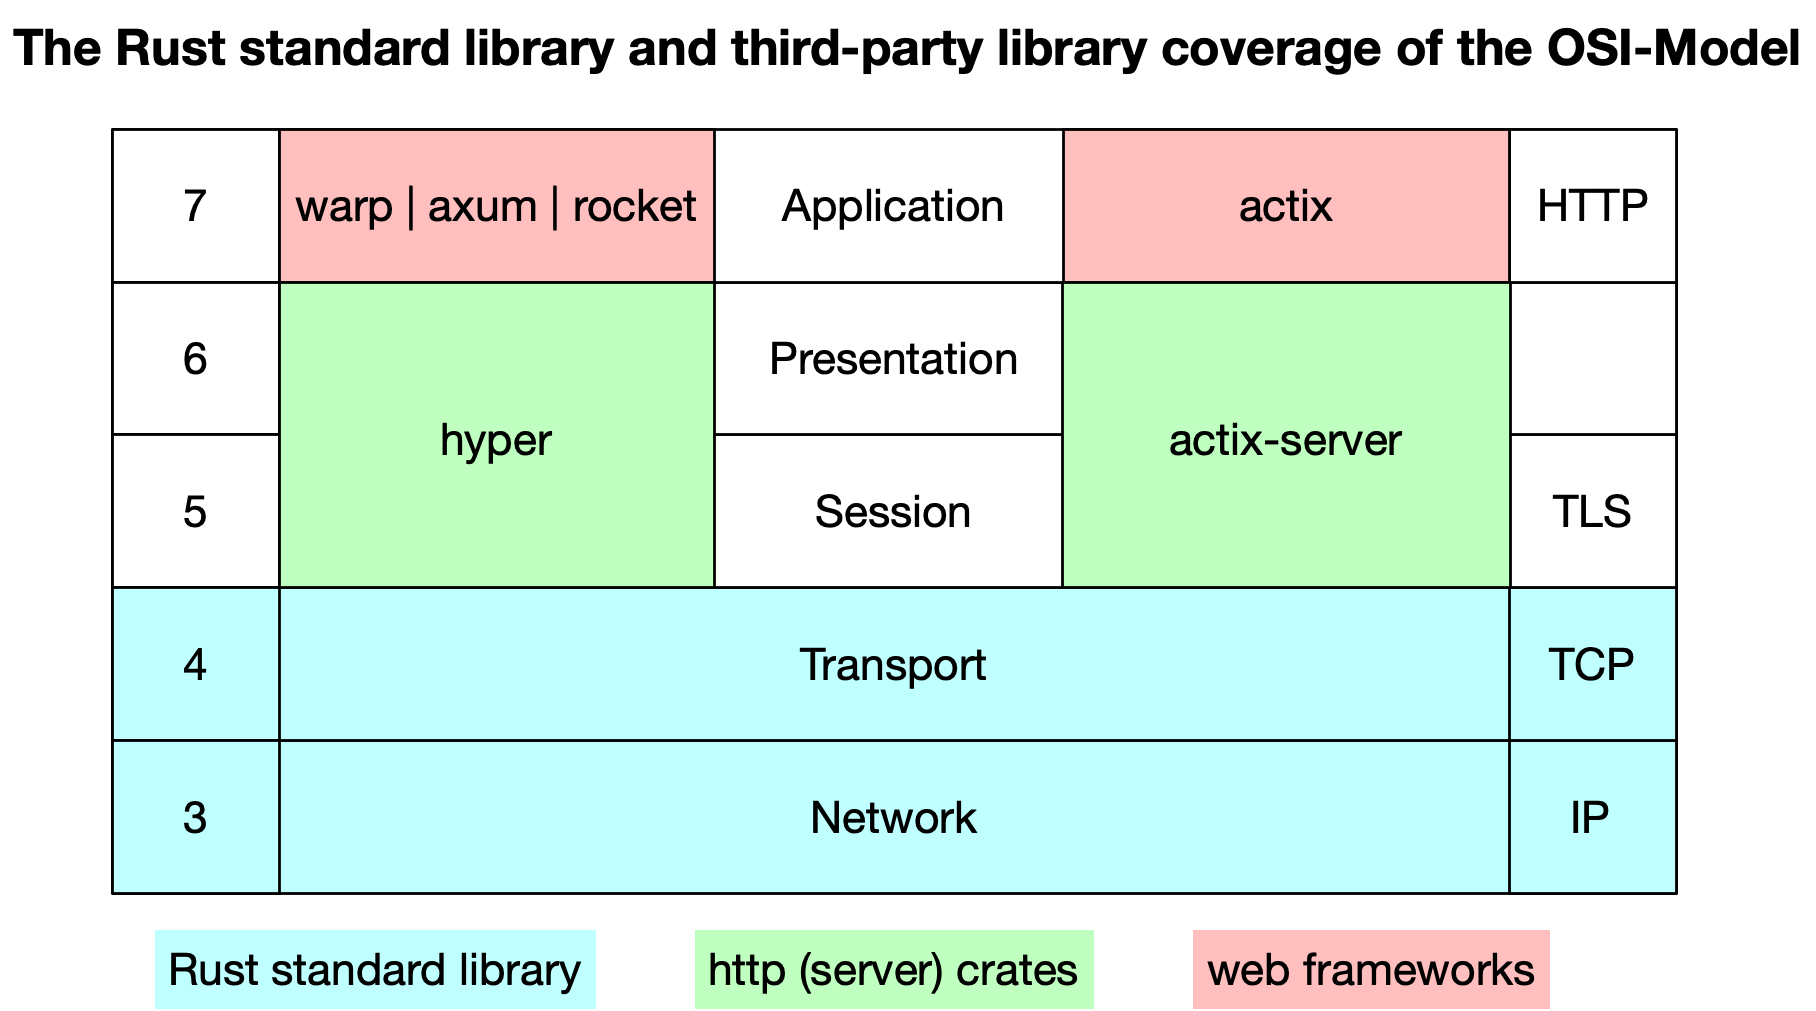 The Rust standard library and third-party library coverage of the OSI-Model
7
warp | axum | rocket
Application
actix
HTTP
6
hyper
Presentation
actix-server
5
Session
TLS
4
Transport
TCP
3
Network
IP
Rust standard library
http (server) crates
web frameworks